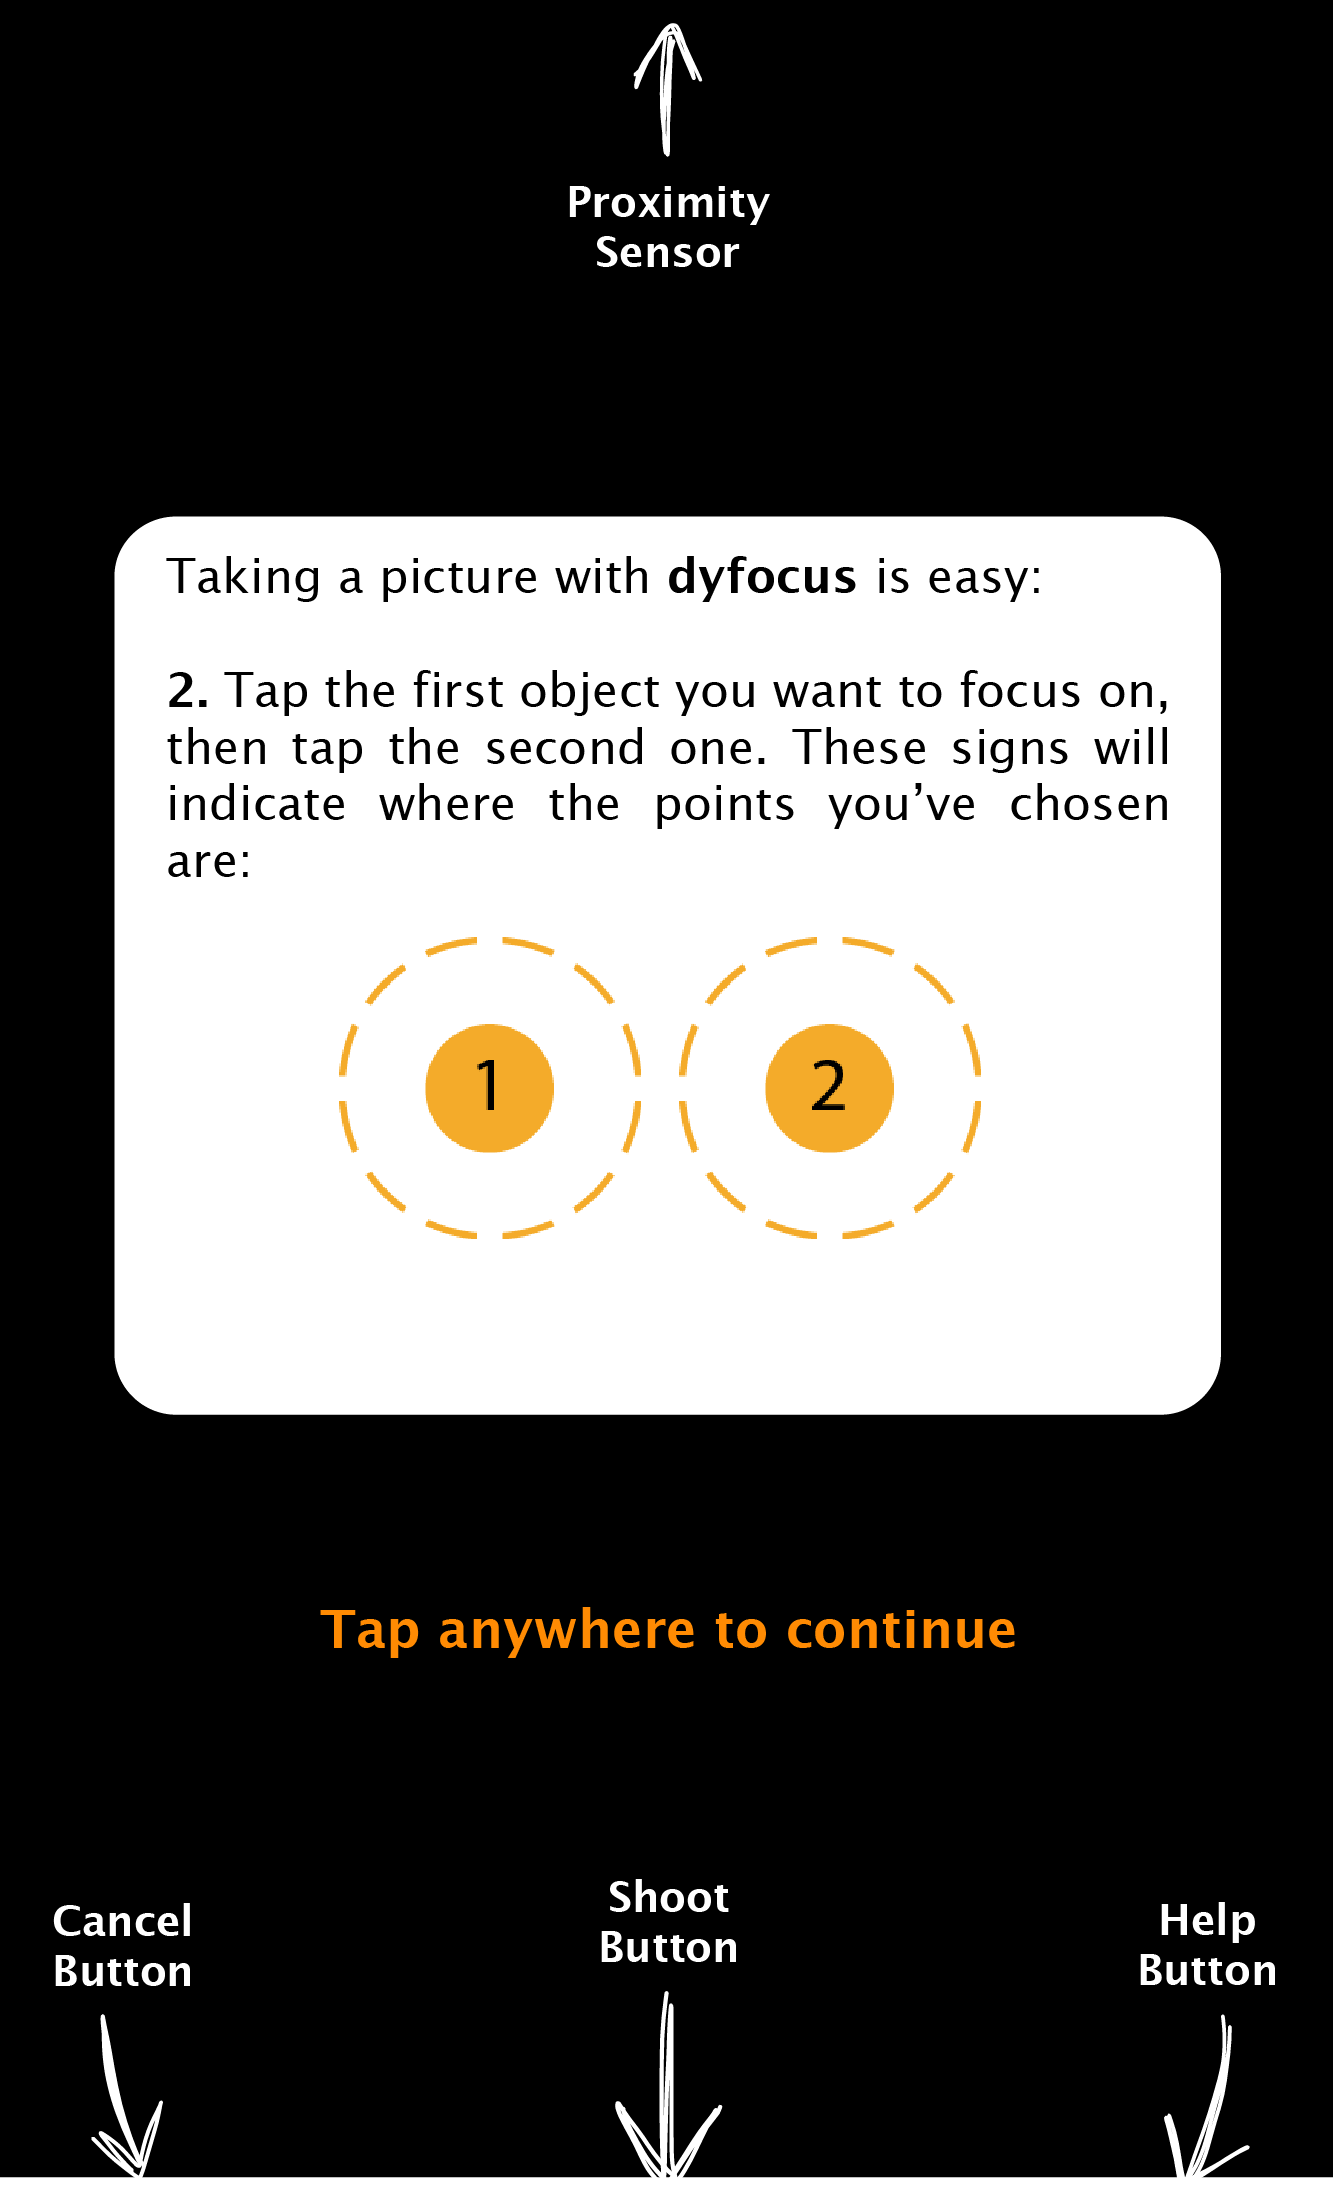 Proximity
Sensor
Taking a picture with dyfocus is easy:
2. Tap the first object you want to focus on,
then tap the second one. These signs will
indicate where the points you’ve chosen
are:
1 2
Tap anywhere to continue
Cancel
Button
Shoot
Button
Help
Button